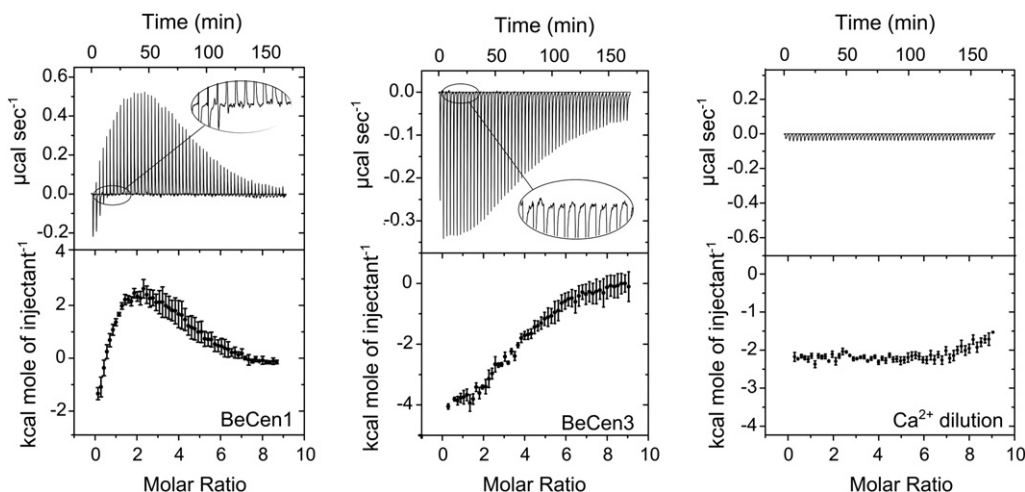 Time (min)
0 50 100 150
0.6
0.4
0.2
0.0
-0.2
µcal sec-1
4
2
0
-2
kcal mole of injectant-1
BeCen1
0 2 4 6 8 10
Molar Ratio
Time (min)
0 50 100 150
0.0
-0.1
-0.2
-0.3
µcal sec-1
0
-2
-4
kcal mole of injectant-1
BeCen3
0 2 4 6 8 10
Molar Ratio
Time (min)
0 50 100 150
0.2
0.0
-0.2
-0.4
-0.6
µcal sec-1
-1
-2
-3
kcal mole of injectant-1
Ca2+ dilution
0 2 4 6 8 10
Molar Ratio